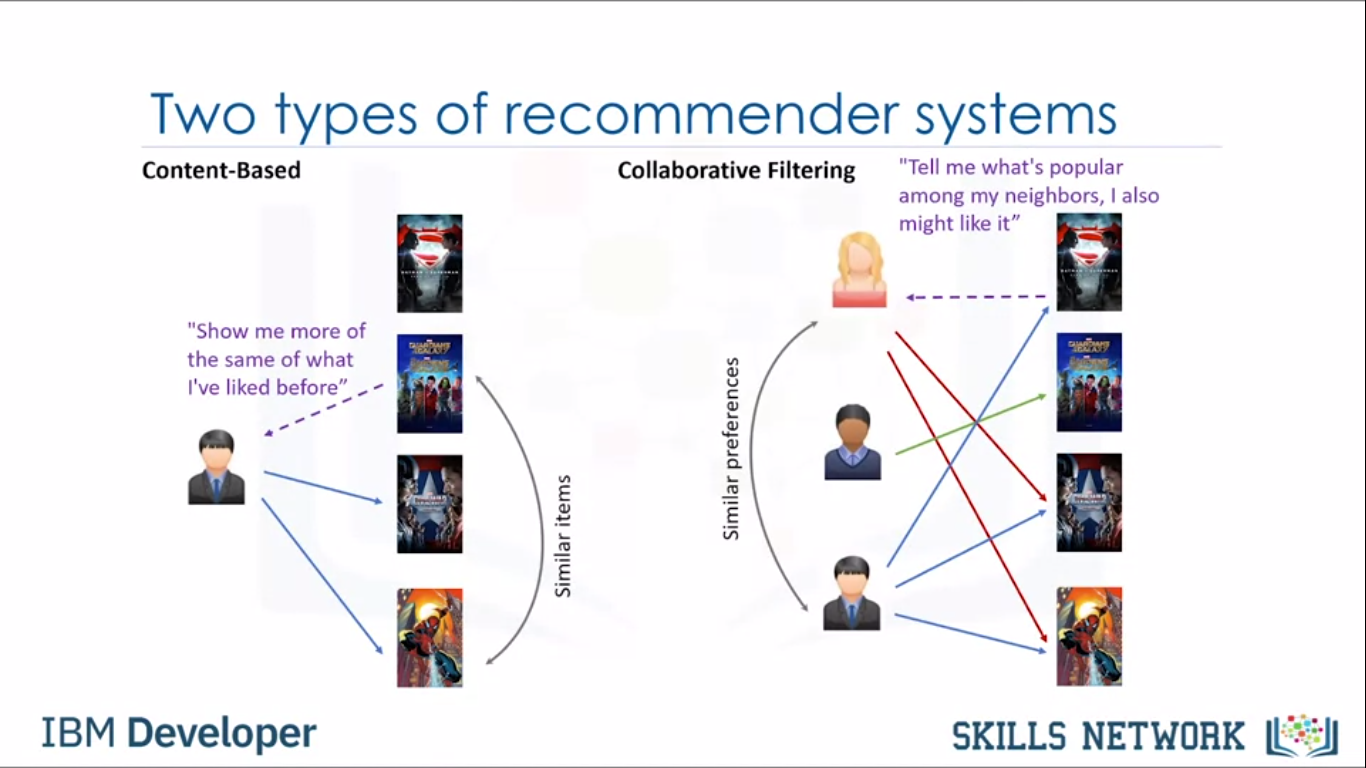 Two types of recommender systems
Content-Based
"Show me more of
the same of what
I've liked before”
Similar items
Collaborative Filtering
"Tell me what's popular
among my neighbors, I also
might like it”
Similar preferences
IBM Developer
SKILLS NETWORK